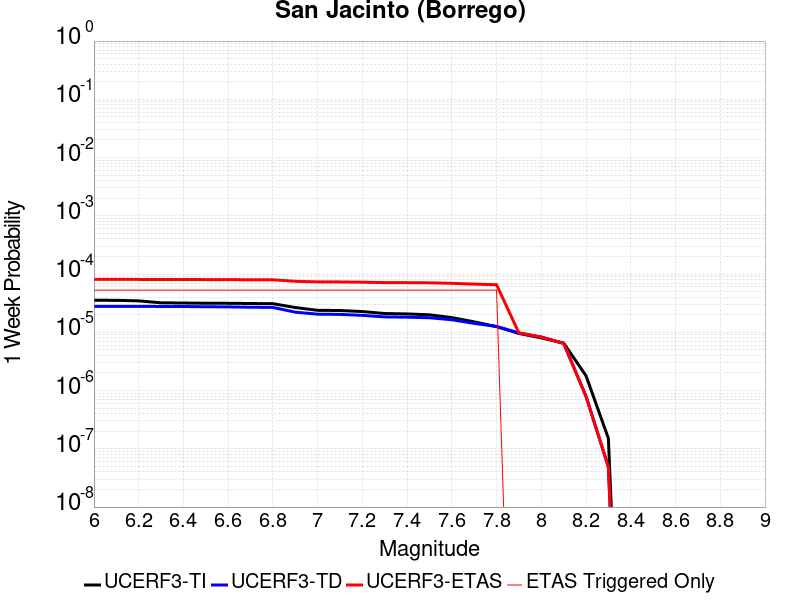 San Jacinto (Borrego)
10 0
10 -1
10 -2
10 -3
10 -4
10 -5
10 -6
10 -7
10 -8
1 Week Probability
6 6.2 6.4 6.6 6.8 7 7.2 7.4 7.6 7.8 8 8.2 8.4 8.6 8.8 9
Magnitude
UCERF3-TI UCERF3-TD UCERF3-ETAS ETAS Triggered Only